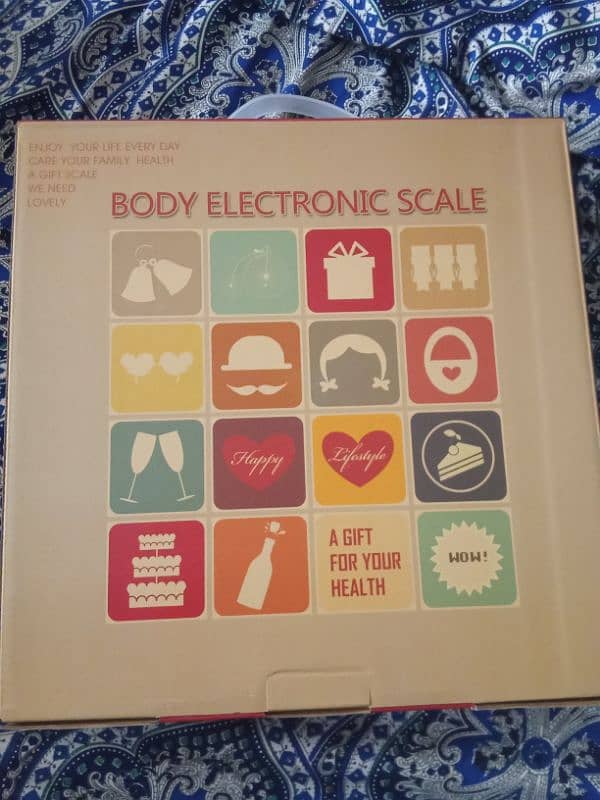 ENJOY YOUR LIFE EVERY DAY
CARE YOUR FAMILY HEALTH
A GIFT SCALE
WE NEED
LOVELY
BODY ELECTRONIC SCALE
Happy
Lifestyle
A GIFT
FOR YOUR
HEALTH
WOW!